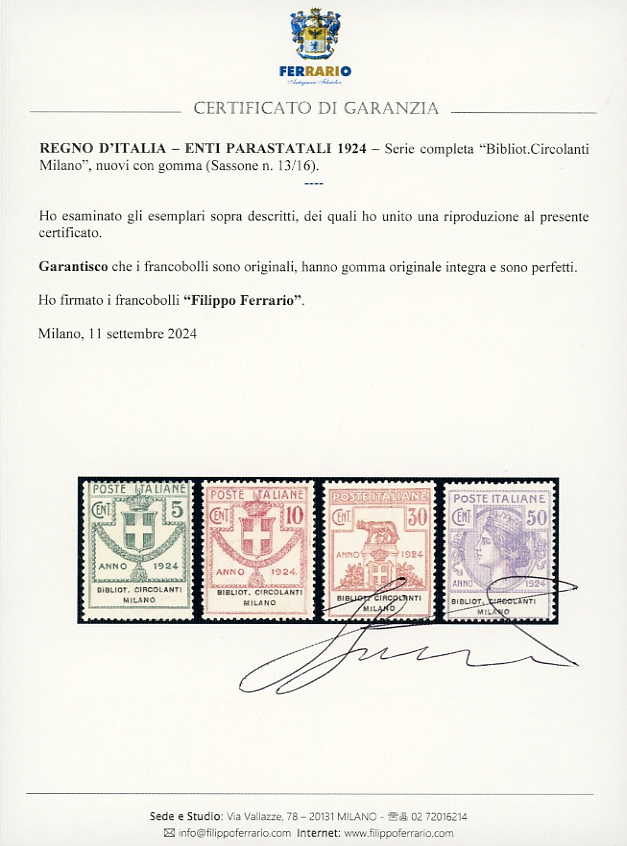 FERRARIO
Antiquariato Filatelico
CERTIFICATO DI GARANZIA
REGNO D'ITALIA – ENTI PARASTATALI 1924 – Serie completa “Bibliot.Circolanti
Milano”, nuovi con gomma (Sassone n. 13/16).
----
Ho esaminato gli esemplari sopra descritti, dei quali ho unito una riproduzione al presente
certificato.
Garantisco che i francobolli sono originali, hanno gomma originale integra e sono perfetti.
Ho firmato i francobolli “Filippo Ferrario”.
Milano, 11 settembre 2024
POSTE ITALIANE
CENT 5
ANNO 1924
BIBLIOT. CIRCOLANTI
MILANO
POSTE ITALIANE
CENT 10
ANNO 1924.
BIBLIOT. CIRCOLANTI
MILANO
POSTE ITALIANE
CENT 30
ANNO 1924
BIBLIOT. CIRCOLANTI
MILANO
POSTE ITALIANE
CENT 50
ANNO 1924
BIBLIOT. CIRCOLANTI
MILANO
Sede e Studio: Via Vallazze, 78 – 20131 MILANO - ☏ 02 72016214
✉ info@filippoferrario.com Internet: www.filippoferrario.com